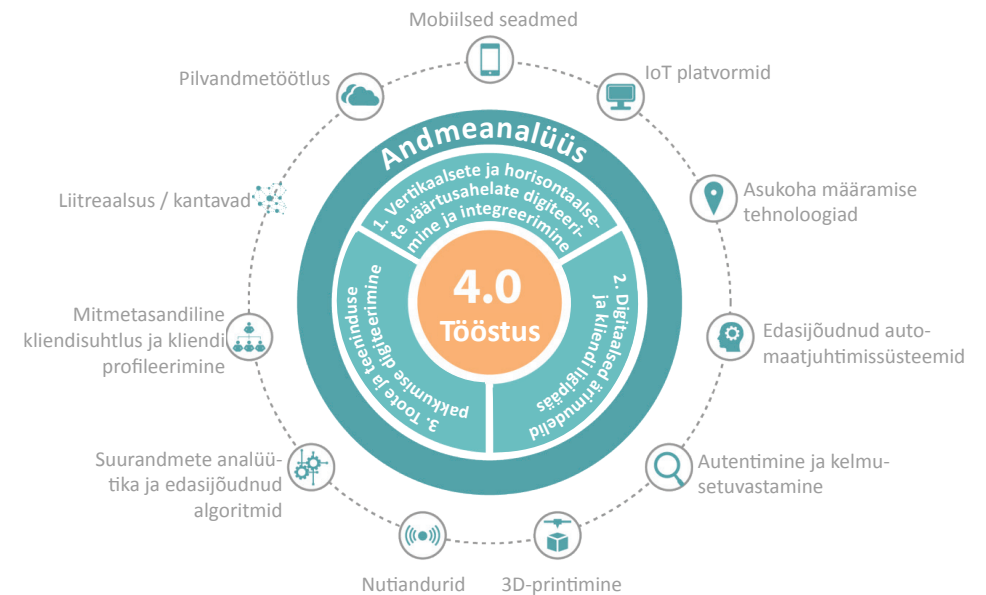 Mobiilsed seadmed
Pilvandmetöötlus
IoT platvormid
Andmeanalüüs
1. Vertikaalsete ja horisontaalse-
te väärtusahelate digiteeri-
mine ja integreerimine
Liitreaalsus / kantavad
Asukoha määramise
tehnoloogiad
4.0
Tööstus
2. Digitaalsed ärimudelid
ja kliendi ligipääs
3. Toote ja teeninduse
pakkumise digiteerimine
Mitmetasandiline
kliendisuhtlus ja kliendi
profileerimine
Edasijõudnud auto-
maatjuhtimissüsteemid
Suurandmete analüü-
tika ja edasijõudnud
algoritmid
Autentimine ja kelmu-
setuvastamine
Nutiandurid
3D-printimine